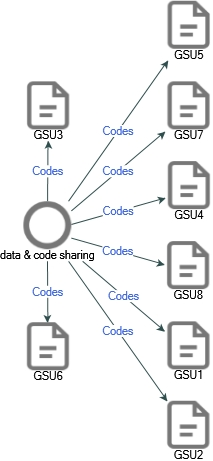 GSU5
GSU3
Codes
GSU7
Codes
Codes
Codes
GSU4
data & code sharing
Codes
Codes
Codes
GSU8
Codes
GSU6
GSU1
GSU2